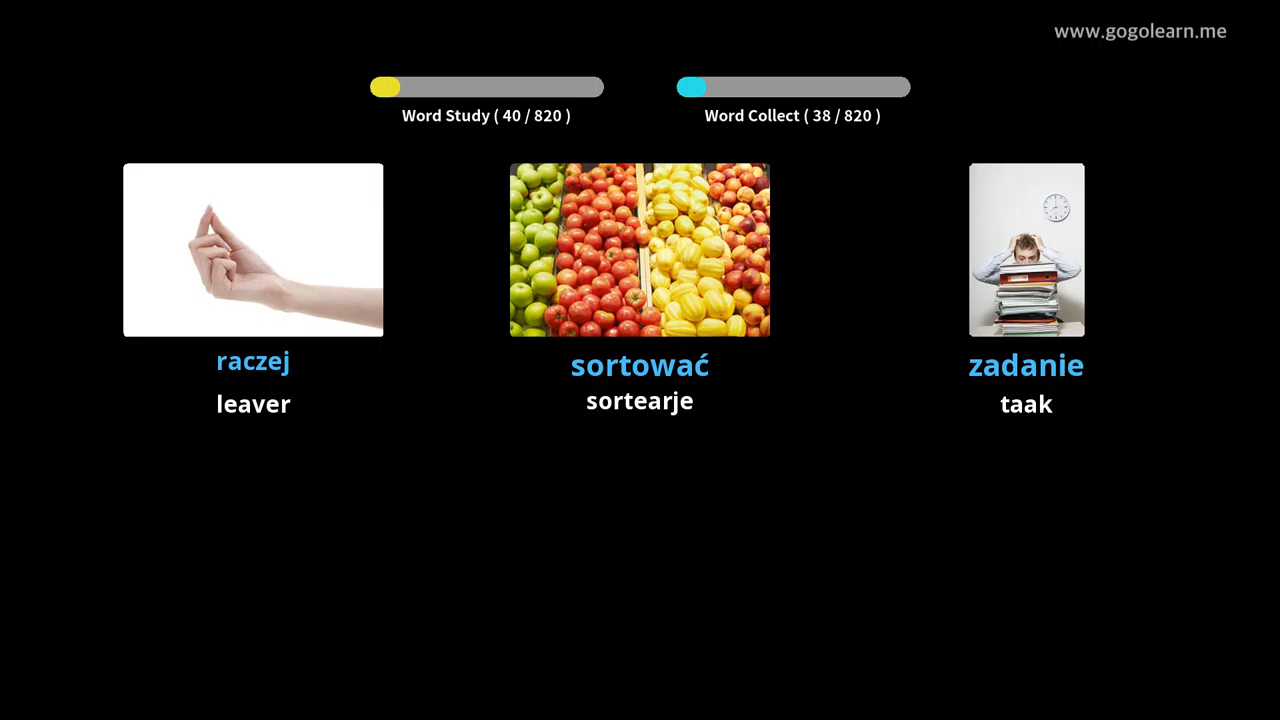 www.gogolearn.me
Word Study ( 40 / 820 )
Word Collect ( 38 / 820 )
raczej
sortować
zadanie
leaver
sortearje
taak